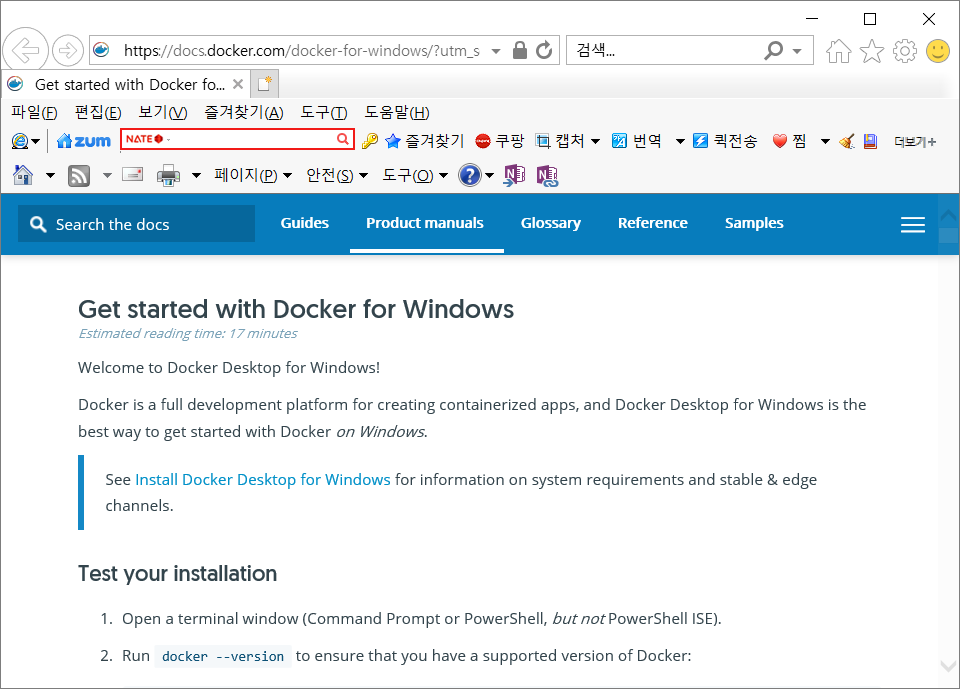 https://docs.docker.com/docker-for-windows/?utm_s
검색...
Get started with Docker fo...
파일(F) 편집(E) 보기(V) 즐겨찾기(A) 도구(T) 도움말(H)
zum NATE 즐겨찾기 쿠팡 캡처 번역 퀵전송 찜 더보기+
페이지(P) 안전(S) 도구(O)
Search the docs Guides Product manuals Glossary Reference Samples
Get started with Docker for Windows
Estimated reading time: 17 minutes
Welcome to Docker Desktop for Windows!
Docker is a full development platform for creating containerized apps, and Docker Desktop for Windows is the
best way to get started with Docker on Windows.
See Install Docker Desktop for Windows for information on system requirements and stable & edge
channels.
Test your installation
1. Open a terminal window (Command Prompt or PowerShell, but not PowerShell ISE).
2. Run docker --version to ensure that you have a supported version of Docker: